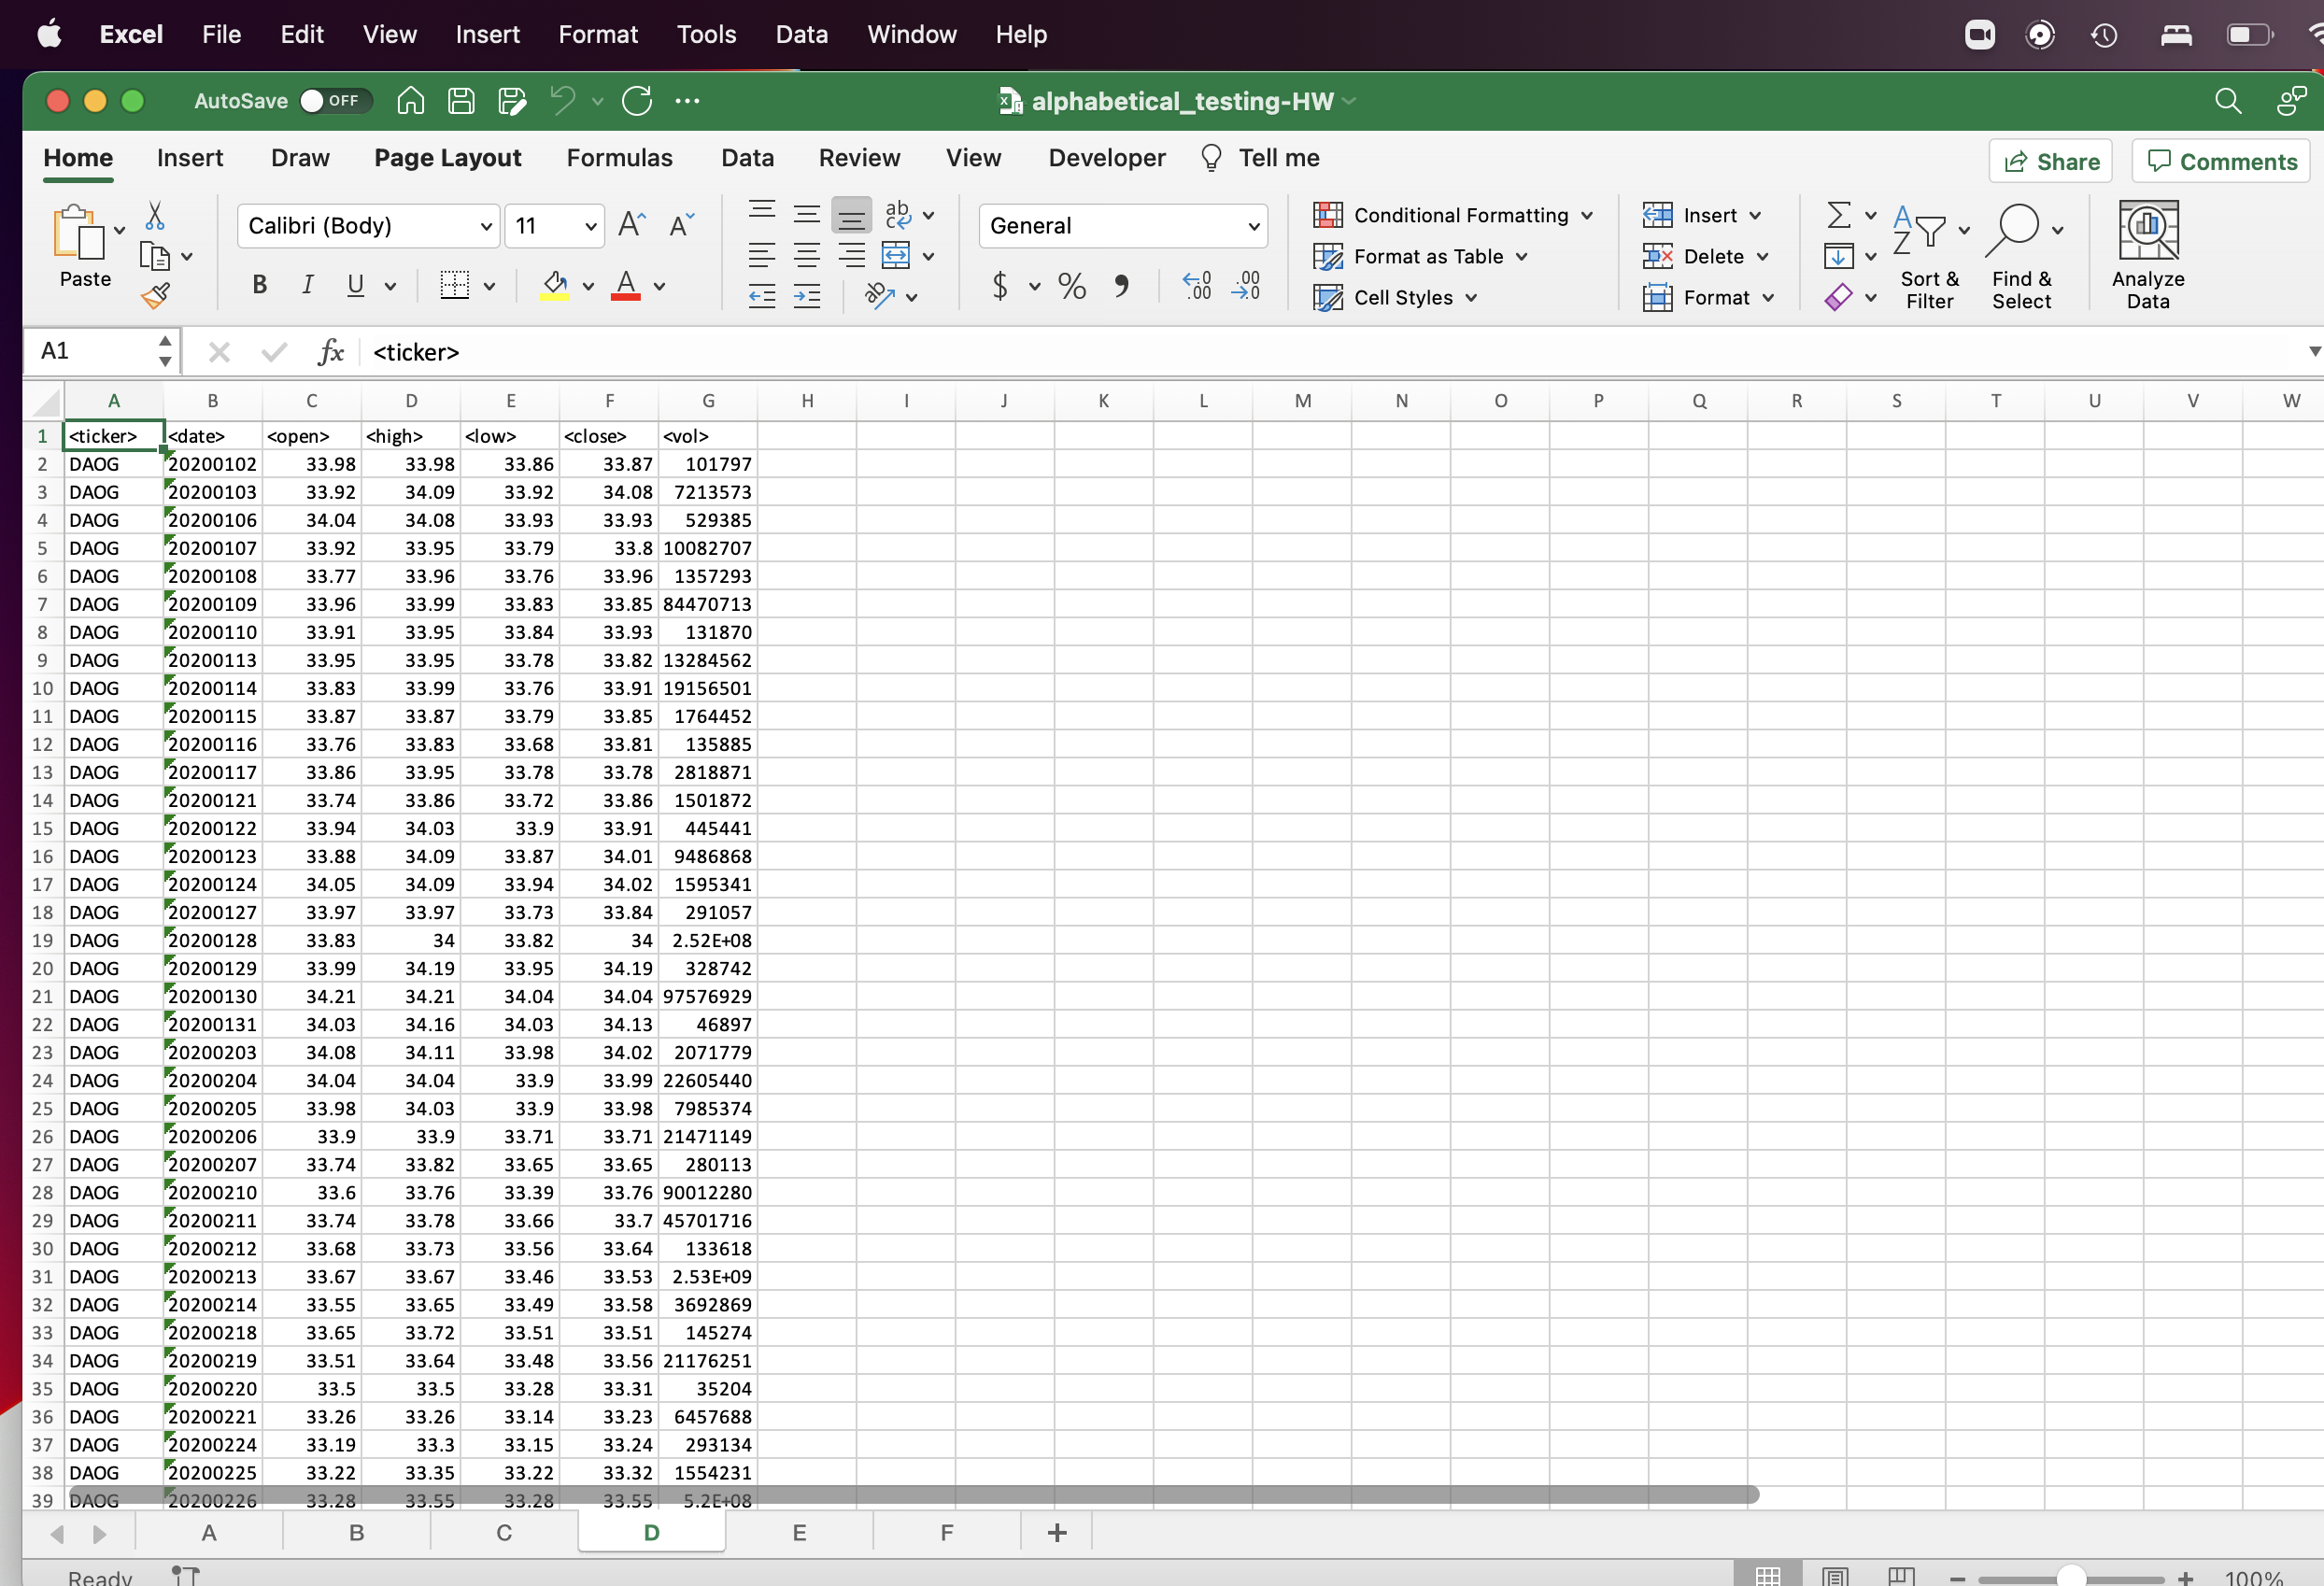 Excel File Edit View Insert Format Tools Data Window Help
AutoSave OFF alphabetical_testing-HW
Home Insert Draw Page Layout Formulas Data Review View Developer Tell me Share Comments
Paste Calibri (Body) 11 General Conditional Formatting Insert
Format as Table Delete
B I U $ % Cell Styles Format Sort & Filter Find & Select Analyze Data
A1 fx <ticker>
A B C D E F G H I J K L M N O P Q R S T U V W
1 <ticker> <date> <open> <high> <low> <close> <vol>
2 DAOG 20200102 33.98 33.98 33.86 33.87 101797
3 DAOG 20200103 33.92 34.09 33.92 34.08 7213573
4 DAOG 20200106 34.04 34.08 33.93 33.93 529385
5 DAOG 20200107 33.92 33.95 33.79 33.8 10082707
6 DAOG 20200108 33.77 33.96 33.76 33.96 1357293
7 DAOG 20200109 33.96 33.99 33.83 33.85 84470713
8 DAOG 20200110 33.91 33.95 33.84 33.93 131870
9 DAOG 20200113 33.95 33.95 33.78 33.82 13284562
10 DAOG 20200114 33.83 33.99 33.76 33.91 19156501
11 DAOG 20200115 33.87 33.87 33.79 33.85 1764452
12 DAOG 20200116 33.76 33.83 33.68 33.81 135885
13 DAOG 20200117 33.86 33.95 33.78 33.78 2818871
14 DAOG 20200121 33.74 33.86 33.72 33.86 1501872
15 DAOG 20200122 33.94 34.03 33.9 33.91 445441
16 DAOG 20200123 33.88 34.09 33.87 34.01 9486868
17 DAOG 20200124 34.05 34.09 33.94 34.02 1595341
18 DAOG 20200127 33.97 33.97 33.73 33.84 291057
19 DAOG 20200128 33.83 34 33.82 34 2.52E+08
20 DAOG 20200129 33.99 34.19 33.95 34.19 328742
21 DAOG 20200130 34.21 34.21 34.04 34.04 97576929
22 DAOG 20200131 34.03 34.16 34.03 34.13 46897
23 DAOG 20200203 34.08 34.11 33.98 34.02 2071779
24 DAOG 20200204 34.04 34.04 33.9 33.99 22605440
25 DAOG 20200205 33.98 34.03 33.9 33.98 7985374
26 DAOG 20200206 33.9 33.9 33.71 33.71 21471149
27 DAOG 20200207 33.74 33.82 33.65 33.65 280113
28 DAOG 20200210 33.6 33.76 33.39 33.76 90012280
29 DAOG 20200211 33.74 33.78 33.66 33.7 45701716
30 DAOG 20200212 33.68 33.73 33.56 33.64 133618
31 DAOG 20200213 33.67 33.67 33.46 33.53 2.53E+09
32 DAOG 20200214 33.55 33.65 33.49 33.58 3692869
33 DAOG 20200218 33.65 33.72 33.51 33.51 145274
34 DAOG 20200219 33.51 33.64 33.48 33.56 21176251
35 DAOG 20200220 33.5 33.5 33.28 33.31 35204
36 DAOG 20200221 33.26 33.26 33.14 33.23 6457688
37 DAOG 20200224 33.19 33.3 33.15 33.24 293134
38 DAOG 20200225 33.22 33.35 33.22 33.32 1554231
39 DAOG 20200226 33.28 33.55 33.28 33.55 5.2E+08
A B C D E F +
Ready 100%